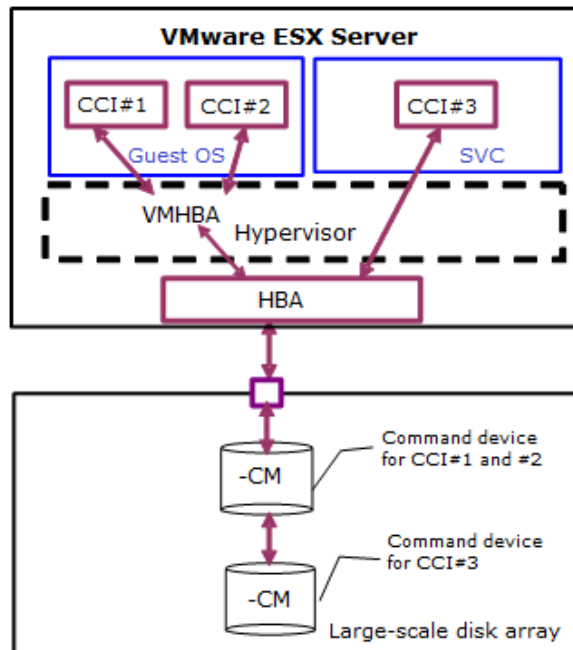 VMware ESX Server
CCI#1
CCI#2
CCI#3
Guest OS
SVC
VMHBA
Hypervisor
HBA
-CM
Command device
for CCI#1 and #2
-CM
Command device
for CCI#3
Large-scale disk array